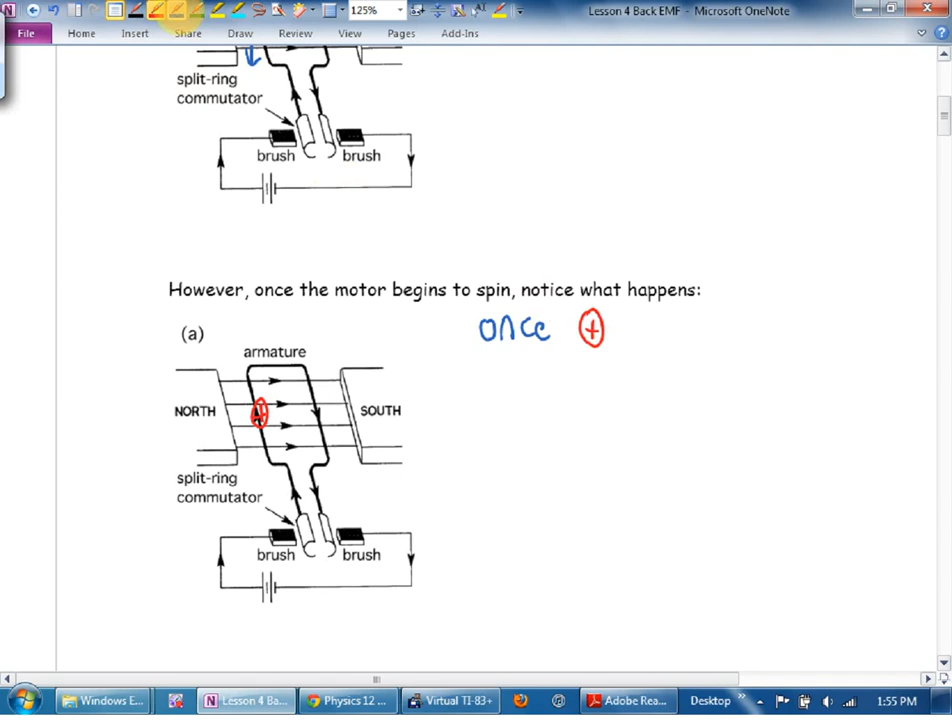 125%
Lesson 4 Back EMF - Microsoft OneNote
File Home Insert Share Draw Review View Pages Add-Ins
split-ring
commutator
brush brush
However, once the motor begins to spin, notice what happens:
once +
(a)
armature
NORTH SOUTH
split-ring
commutator
brush brush
Windows E... Lesson 4 Back... Physics 12 ... Virtual TI-83+ Adobe Rea... Desktop 1:55 PM